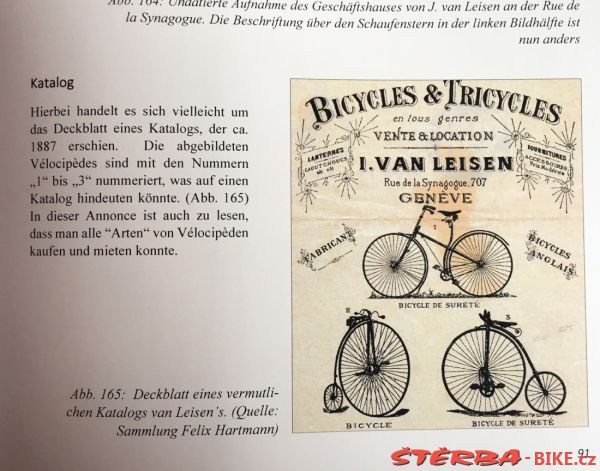 Abb. 164: Undatierte Aufnahme des Geschäftshauses von J. van Leisen an der Rue de
la Synagogue. Die Beschriftung über den Schaufenstern in der linken Bildhälfte ist
nun anders
Katalog
Hierbei handelt es sich vielleicht um
das Deckblatt eines Katalogs, der ca.
1887 erschien. Die abgebildeten
Vélocipèdes sind mit den Nummern
„1“ bis „3“ nummeriert, was auf einen
Katalog hindeuten könnte. (Abb. 165)
In dieser Annonce ist auch zu lesen,
dass man alle “Arten“ von Vélocipèden
kaufen und mieten konnte.
Abb. 165: Deckblatt eines vermutli-
chen Katalogs van Leisen's. (Quelle:
Sammlung Felix Hartmann)
BICYCLES & TRICYCLES
en tous genres
VENTE & LOCATION
LANTERNES
CAOUTCHOUCS
FOURNITURES
ACCESSOIRES
I. VAN LEISEN
Rue de la Synagogue, 707
GENÈVE
FABRICANT
BICYCLES
ANGLAIS
1
BICYCLE DE SURETÉ
2
3
BICYCLE
BICYCLE DE SURETÉ
91
ŠTĚRBA-BIKE.cz